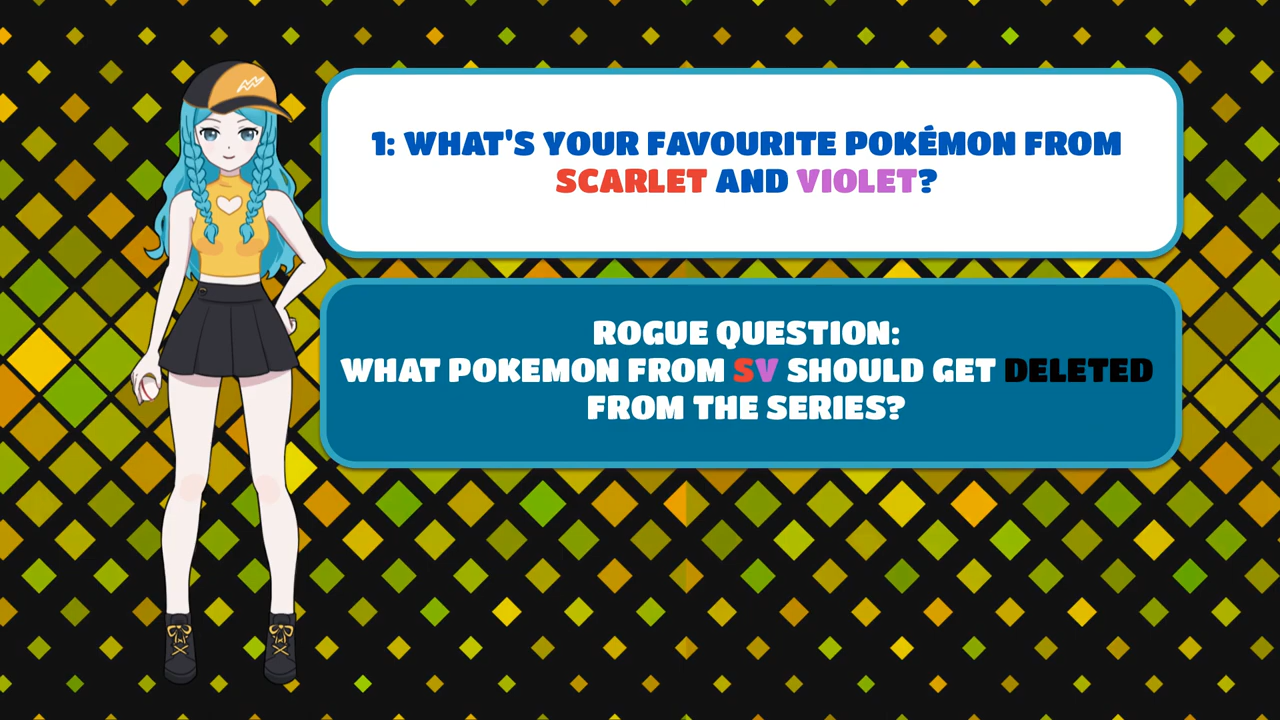 1: WHAT'S YOUR FAVOURITE POKÉMON FROM
SCARLET AND VIOLET?
ROGUE QUESTION:
WHAT POKEMON FROM SV SHOULD GET DELETED
FROM THE SERIES?